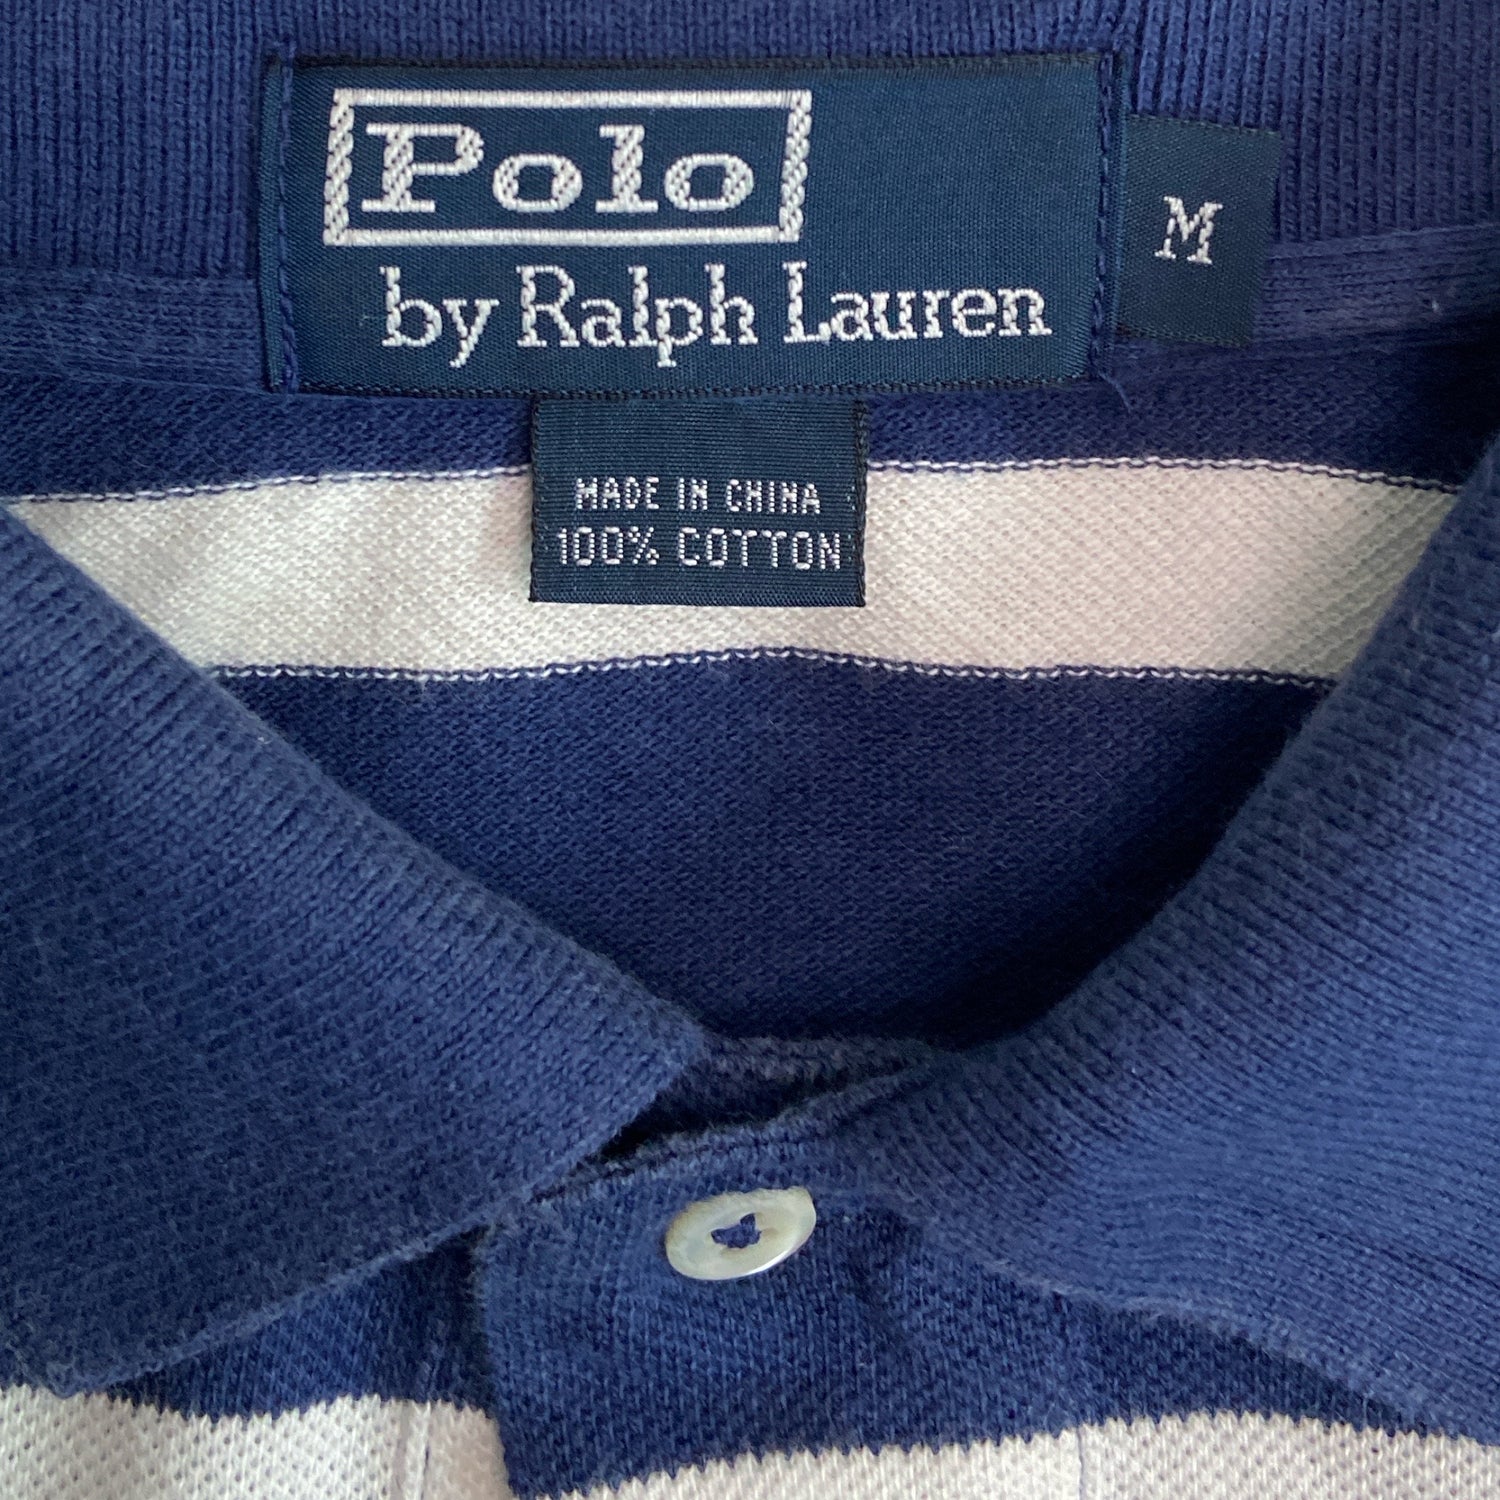 Polo
by Ralph Lauren
M
MADE IN CHINA
100% COTTON